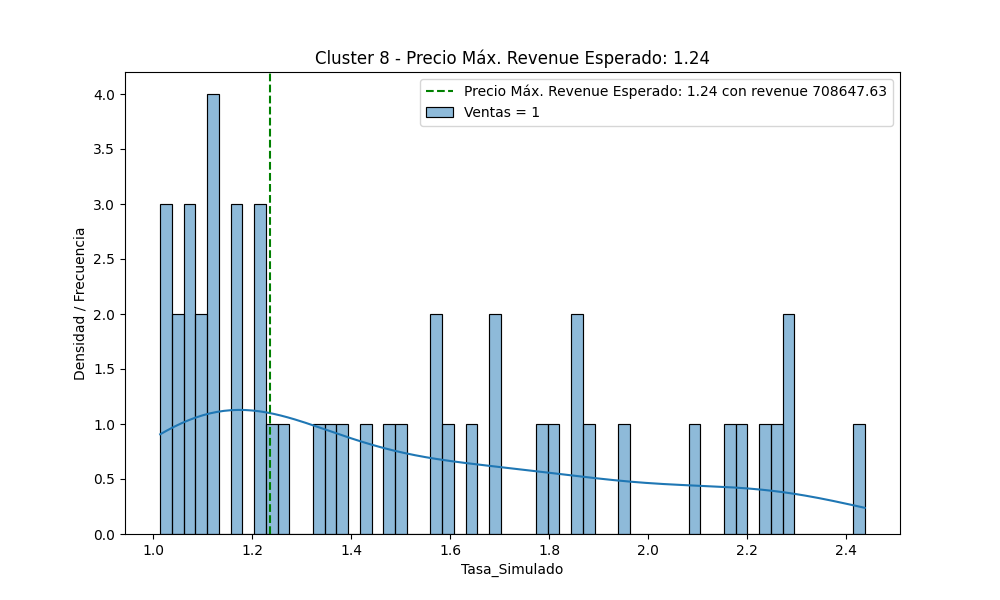 Cluster 8 - Precio Máx. Revenue Esperado: 1.24
Precio Máx. Revenue Esperado: 1.24 con revenue 708647.63
Ventas = 1
Densidad / Frecuencia
4.0
3.5
3.0
2.5
2.0
1.5
1.0
0.5
0.0
1.0 1.2 1.4 1.6 1.8 2.0 2.2 2.4
Tasa_Simulado